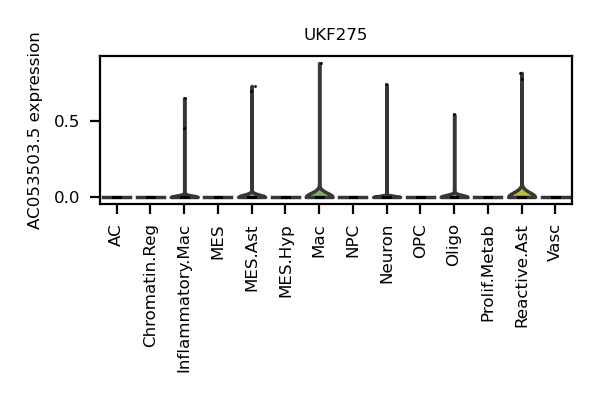 UKF275
AC053503.5 expression
0.5
0.0
AC
Chromatin.Reg
Inflammatory.Mac
MES
MES.Ast
MES.Hyp
Mac
NPC
Neuron
OPC
Oligo
Prolif.Metab
Reactive.Ast
Vasc